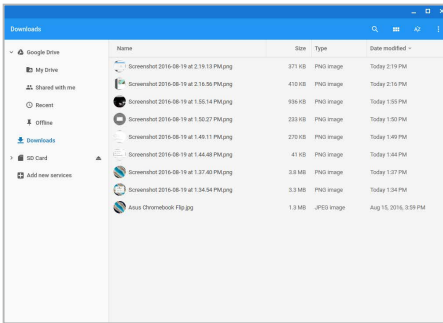 Downloads
AZ
Google Drive
My Drive
Shared with me
Recent
Offline
Downloads
SD Card
Add new services
Name Size Type Date modified
Screenshot 2016-08-19 at 2.19.13 PM.png 371 KB PNG image Today 2:19 PM
Screenshot 2016-08-19 at 2.16.56 PM.png 410 KB PNG image Today 2:16 PM
Screenshot 2016-08-19 at 1.55.14 PM.png 936 KB PNG image Today 1:55 PM
Screenshot 2016-08-19 at 1.50.27 PM.png 233 KB PNG image Today 1:50 PM
Screenshot 2016-08-19 at 1.49.11 PM.png 270 KB PNG image Today 1:49 PM
Screenshot 2016-08-19 at 1.44.48 PM.png 41 KB PNG image Today 1:44 PM
Screenshot 2016-08-19 at 1.37.40 PM.png 3.8 MB PNG image Today 1:37 PM
Screenshot 2016-08-19 at 1.34.54 PM.png 5.3 MB PNG image Today 1:34 PM
Asus Chromebook Flip.jpg 1.3 MB JPEG image Aug 15, 2016, 3:59 PM